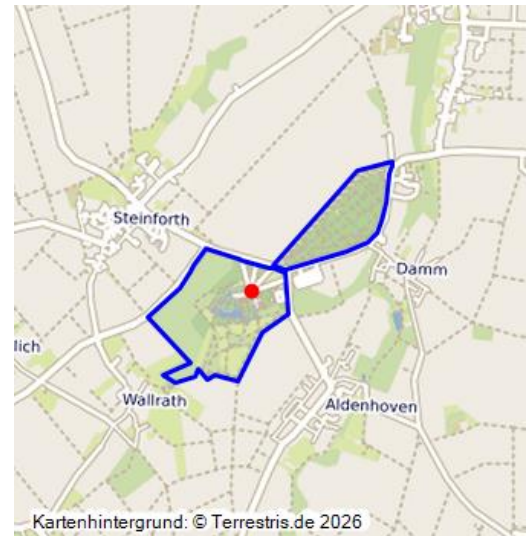 Steinforth
Damm
lich
Wallrath
Aldenhoven
Kartenhintergrund: © Terrestris.de 2026